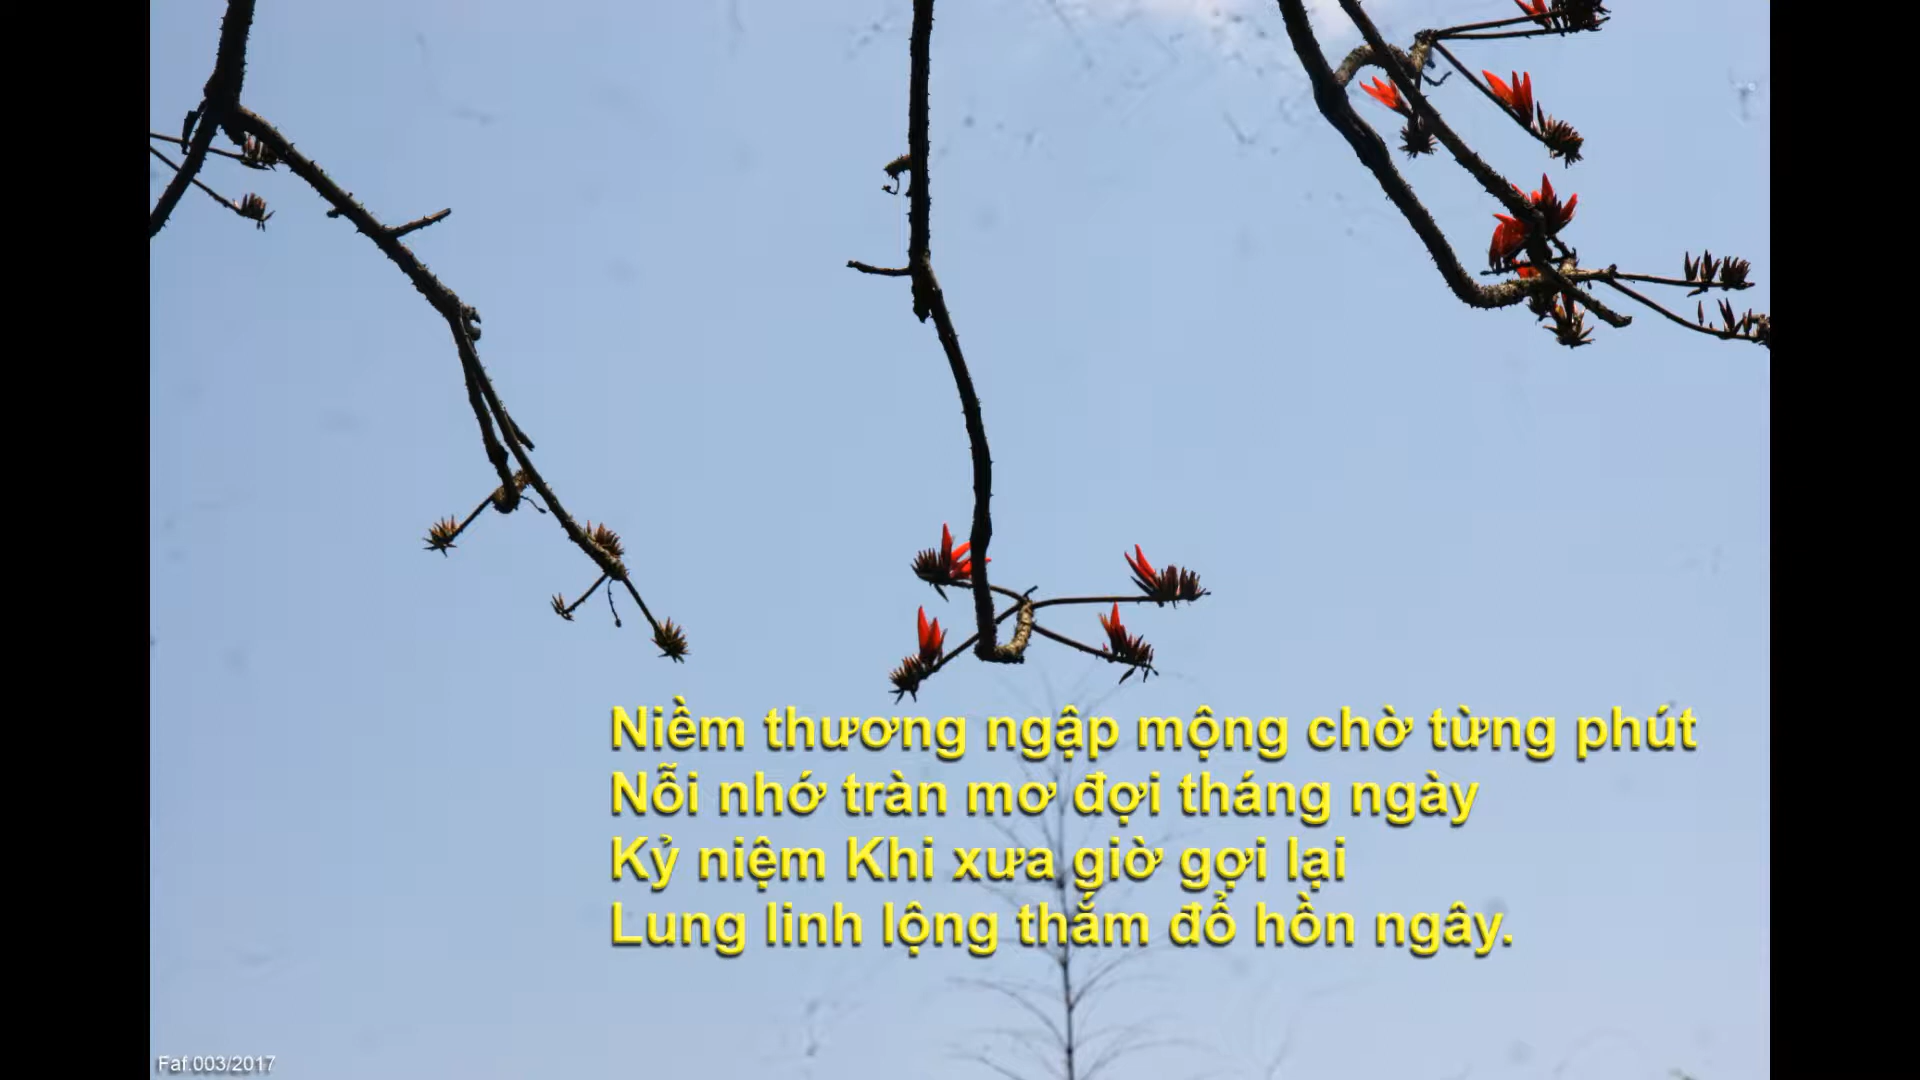 Niềm thương ngập mộng chờ từng phút
Nỗi nhớ tràn mơ đợi tháng ngày
Kỷ niệm Khi xưa giờ gợi lại
Lung linh lộng thắm đổ hồn ngây.
Faf.003/2017